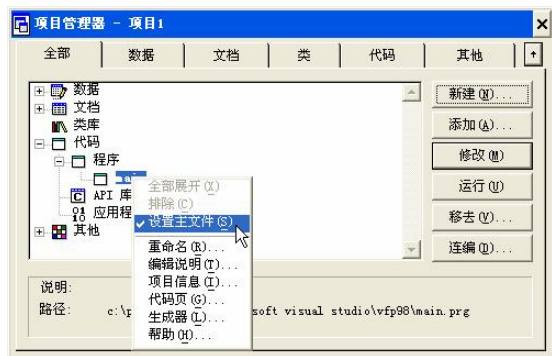 项目管理器 - 项目1
全部 数据 文档 类 代码 其他
数据
文档
类库
代码
程序
API 库
应用程
其他
全部展开(X)
排除(C)
设置主文件(S)
重命名(R)...
编辑说明(T)...
项目信息(I)...
代码页(G)...
生成器(L)...
帮助(H)...
新建(N)...
添加(A)...
修改(M)
运行(U)
移去(V)...
连编(D)...
说明:
路径: c:\p soft visual studio\vfp98\main.prg